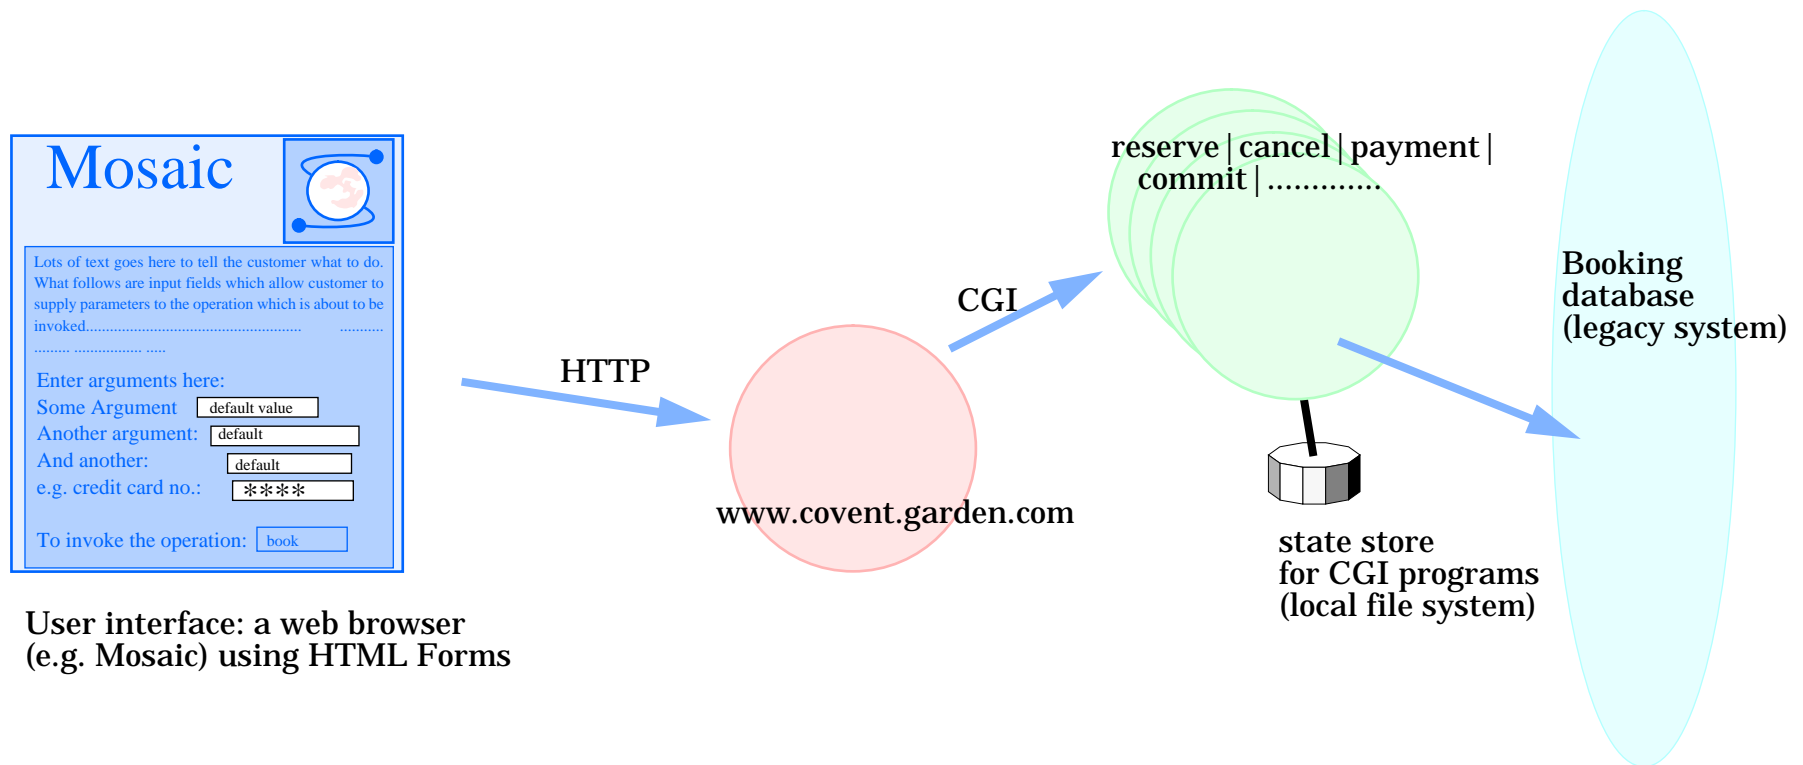 Mosaic
Lots of text goes here to tell the customer what to do.
What follows are input fields which allow customer to
supply parameters to the operation which is about to be
invoked...................................................... ...........
......... ................. .....
Enter arguments here:
Some Argument default value
Another argument: default
And another: default
e.g. credit card no.: ****
To invoke the operation: book
User interface: a web browser
(e.g. Mosaic) using HTML Forms
HTTP
www.covent.garden.com
CGI
reserve|cancel|payment|
commit|.............
state store
for CGI programs
(local file system)
Booking
database
(legacy system)